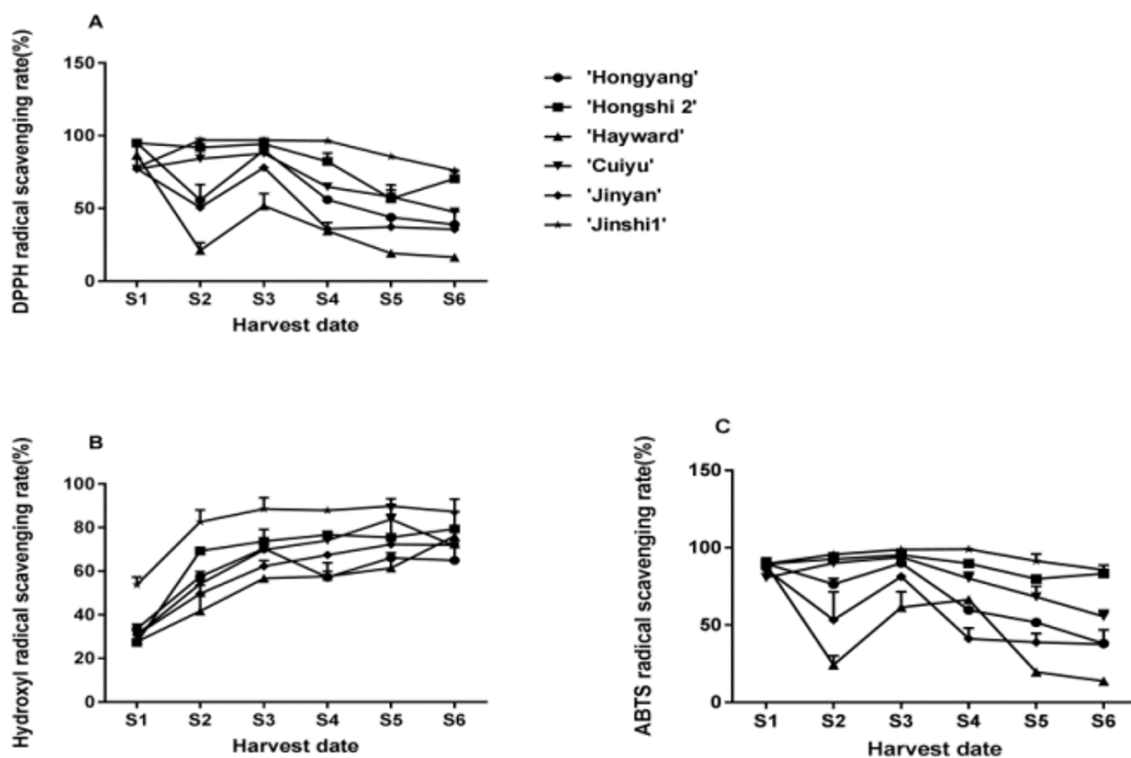 A
DPPH radical scavenging rate(%)
150
100
50
0
S1 S2 S3 S4 S5 S6
Harvest date
'Hongyang'
'Hongshi 2'
'Hayward'
'Cuiyu'
'Jinyan'
'Jinshi1'
B
Hydroxyl radical scavenging rate(%)
100
80
60
40
20
0
S1 S2 S3 S4 S5 S6
Harvest date
C
ABTS radical scavenging rate(%)
150
100
50
0
S1 S2 S3 S4 S5 S6
Harvest date